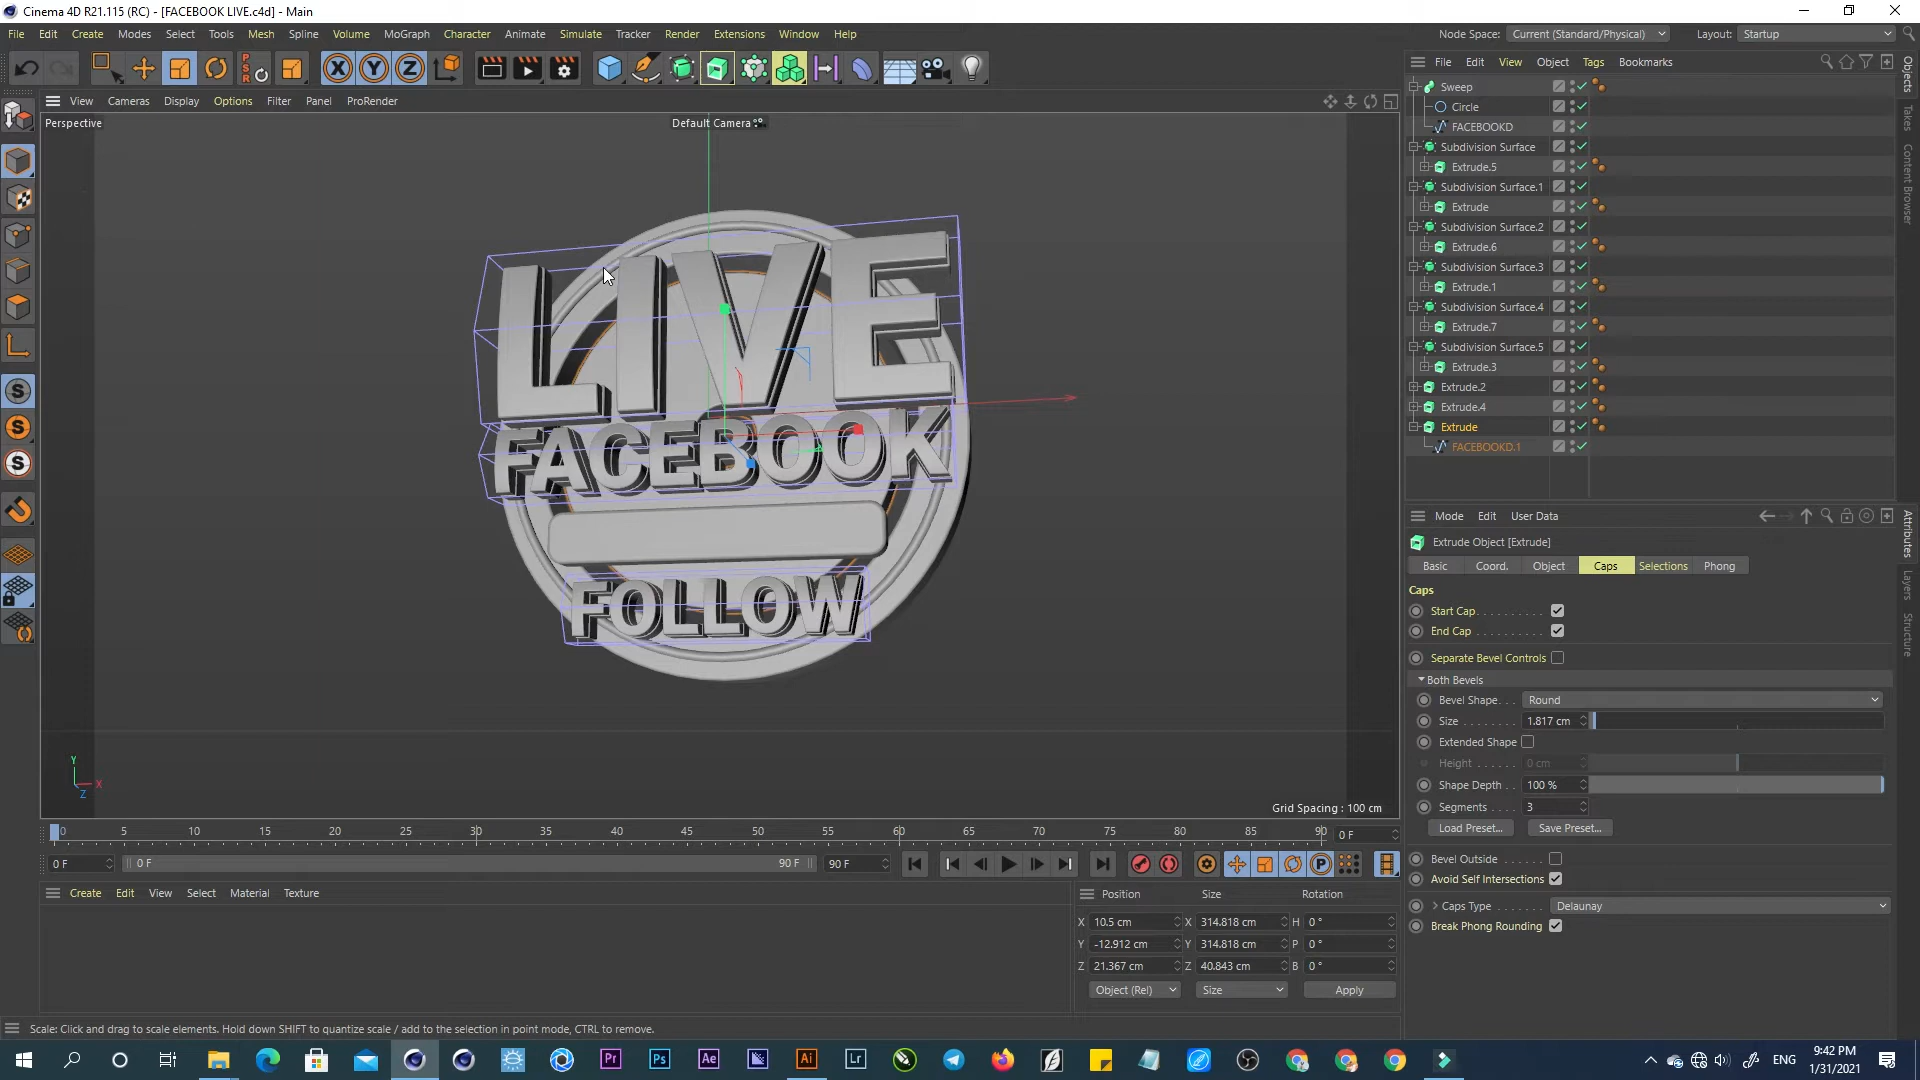 Cinema 4D R21.115 (RC) - [FACEBOOK LIVE.c4d] - Main
File Edit Create Modes Select Tools Mesh Spline Volume MoGraph Character Animate Simulate Tracker Render Extensions Window Help
Node Space: Current (Standard/Physical) Layout: Startup
X Y Z
File Edit View Object Tags Bookmarks
View Cameras Display Options Filter Panel ProRender
Perspective
Default Camera
LIVE
FACEBOOK
FOLLOW
Y
X
Z
Grid Spacing : 100 cm
Sweep
Circle
FACEBOOKD
Subdivision Surface
Extrude.5
Subdivision Surface.1
Extrude
Subdivision Surface.2
Extrude.6
Subdivision Surface.3
Extrude.1
Subdivision Surface.4
Extrude.7
Subdivision Surface.5
Extrude.3
Extrude.2
Extrude.4
Extrude
FACEBOOKD.1
Objects
Takes
Content Browser
Attributes
Layers
Structure
Mode Edit User Data
Extrude Object [Extrude]
Basic Coord. Object Caps Selections Phong
Caps
Start Cap
End Cap
Separate Bevel Controls
Both Bevels
Bevel Shape Round
Size 1.817 cm
Extended Shape
Height 0 cm
Shape Depth 100 %
Segments 3
Load Preset... Save Preset...
Bevel Outside
Avoid Self Intersections
Caps Type Delaunay
Break Phong Rounding
0 5 10 15 20 25 30 35 40 45 50 55 60 65 70 75 80 85 90 0 F
0 F 0 F 90 F 90 F
Create Edit View Select Material Texture
Position Size Rotation
X 10.5 cm X 314.818 cm H 0 °
Y -12.912 cm Y 314.818 cm P 0 °
Z 21.367 cm Z 40.843 cm B 0 °
Object (Rel) Size Apply
Scale: Click and drag to scale elements. Hold down SHIFT to quantize scale / add to the selection in point mode, CTRL to remove.
Pr Ps Ae Ai Lr
ENG
9:42 PM
1/31/2021